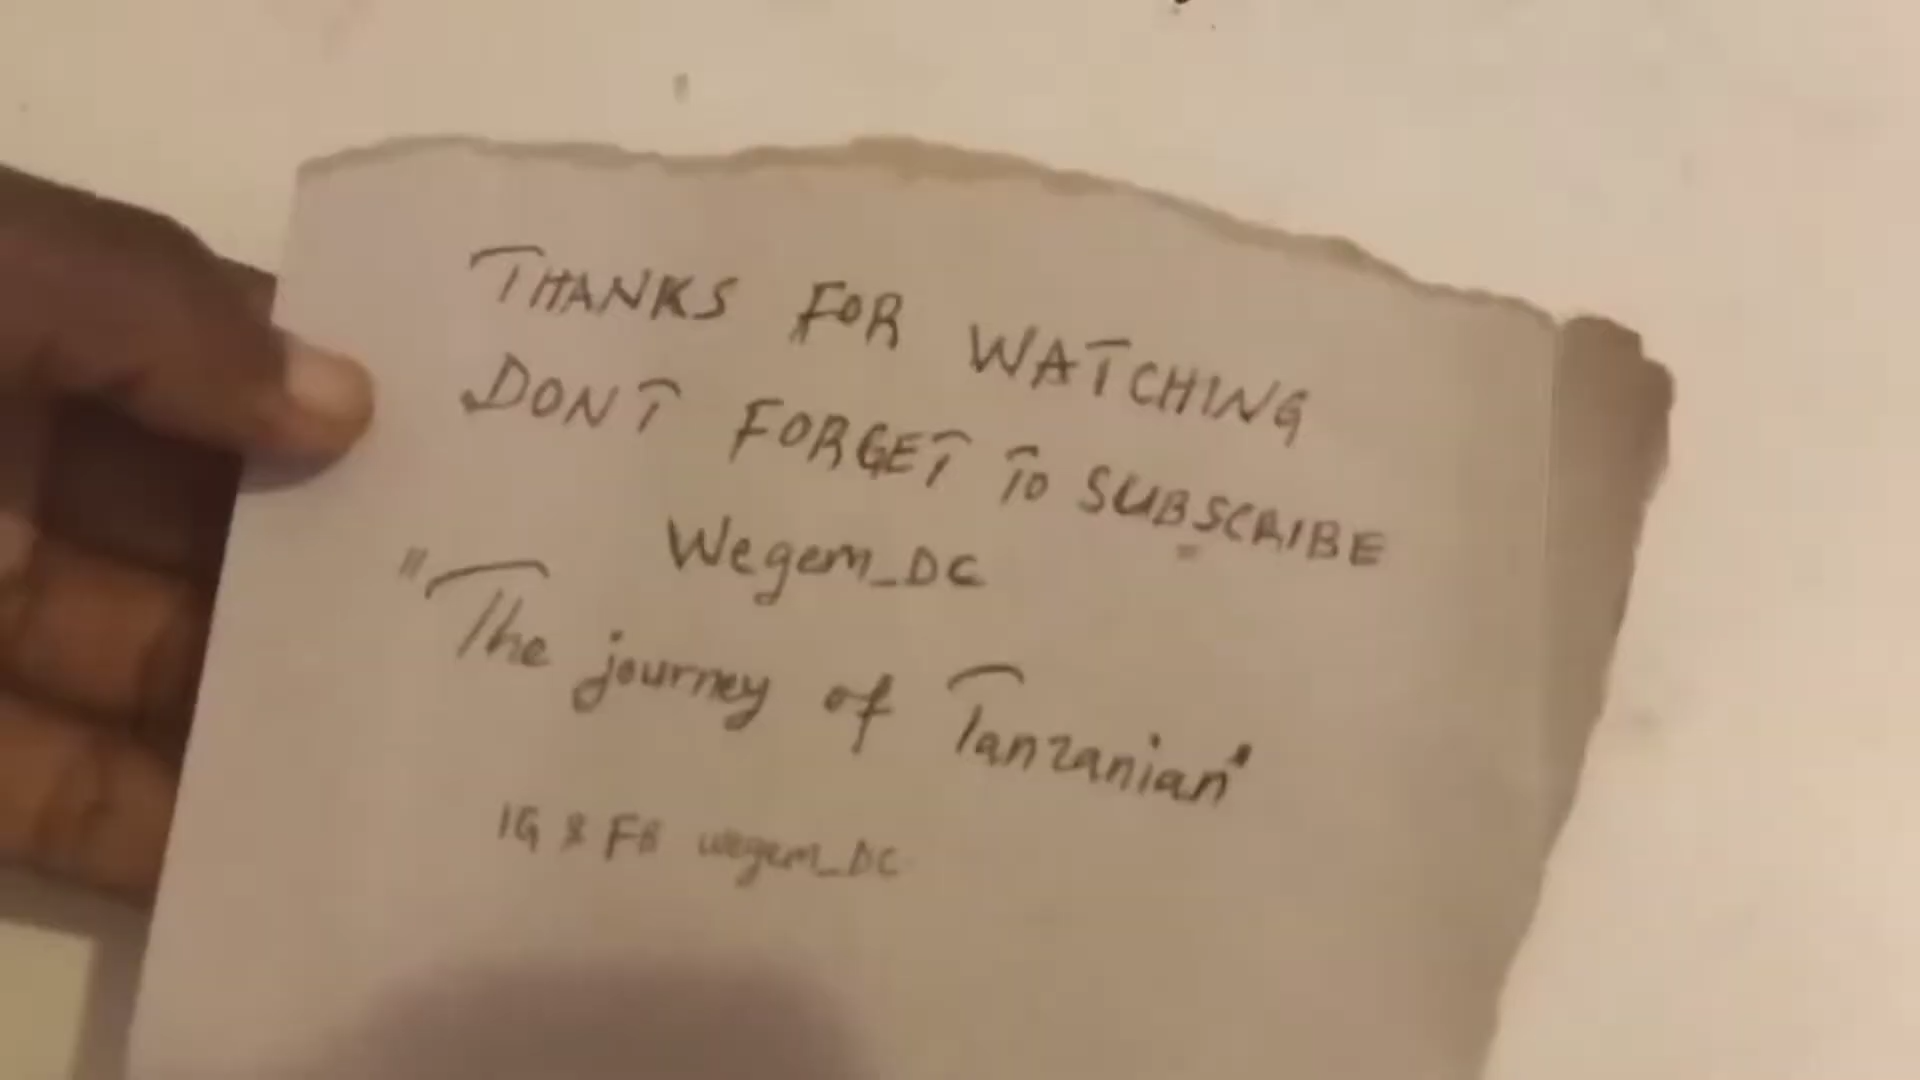 THANKS FOR WATCHING
DONT FORGET TO SUBSCRIBE
Wegem_DC
"The journey of Tanzanian"
IG & FB wegem_DC